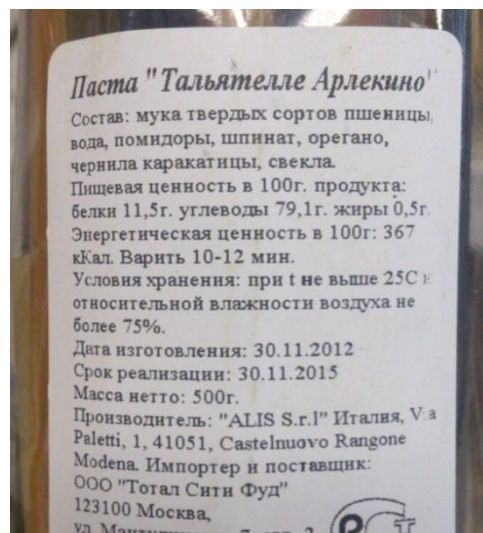 Паста "Тальятелле Арлекино"
Состав: мука твердых сортов пшеницы,
вода, помидоры, шпинат, орегано,
чернила каракатицы, свекла.
Пищевая ценность в 100г. продукта:
белки 11,5г. углеводы 79,1г. жиры 0,5г.
Энергетическая ценность в 100г: 367
кКал. Варить 10-12 мин.
Условия хранения: при t не выше 25С и
относительной влажности воздуха не
более 75%.
Дата изготовления: 30.11.2012
Срок реализации: 30.11.2015
Масса нетто: 500г.
Производитель: "ALIS S.r.l" Италия, Via
Paletti, 1, 41051, Castelnuovo Rangone
Modena. Импортер и поставщик:
ООО "Тотал Сити Фуд"
123100 Москва,
ул.